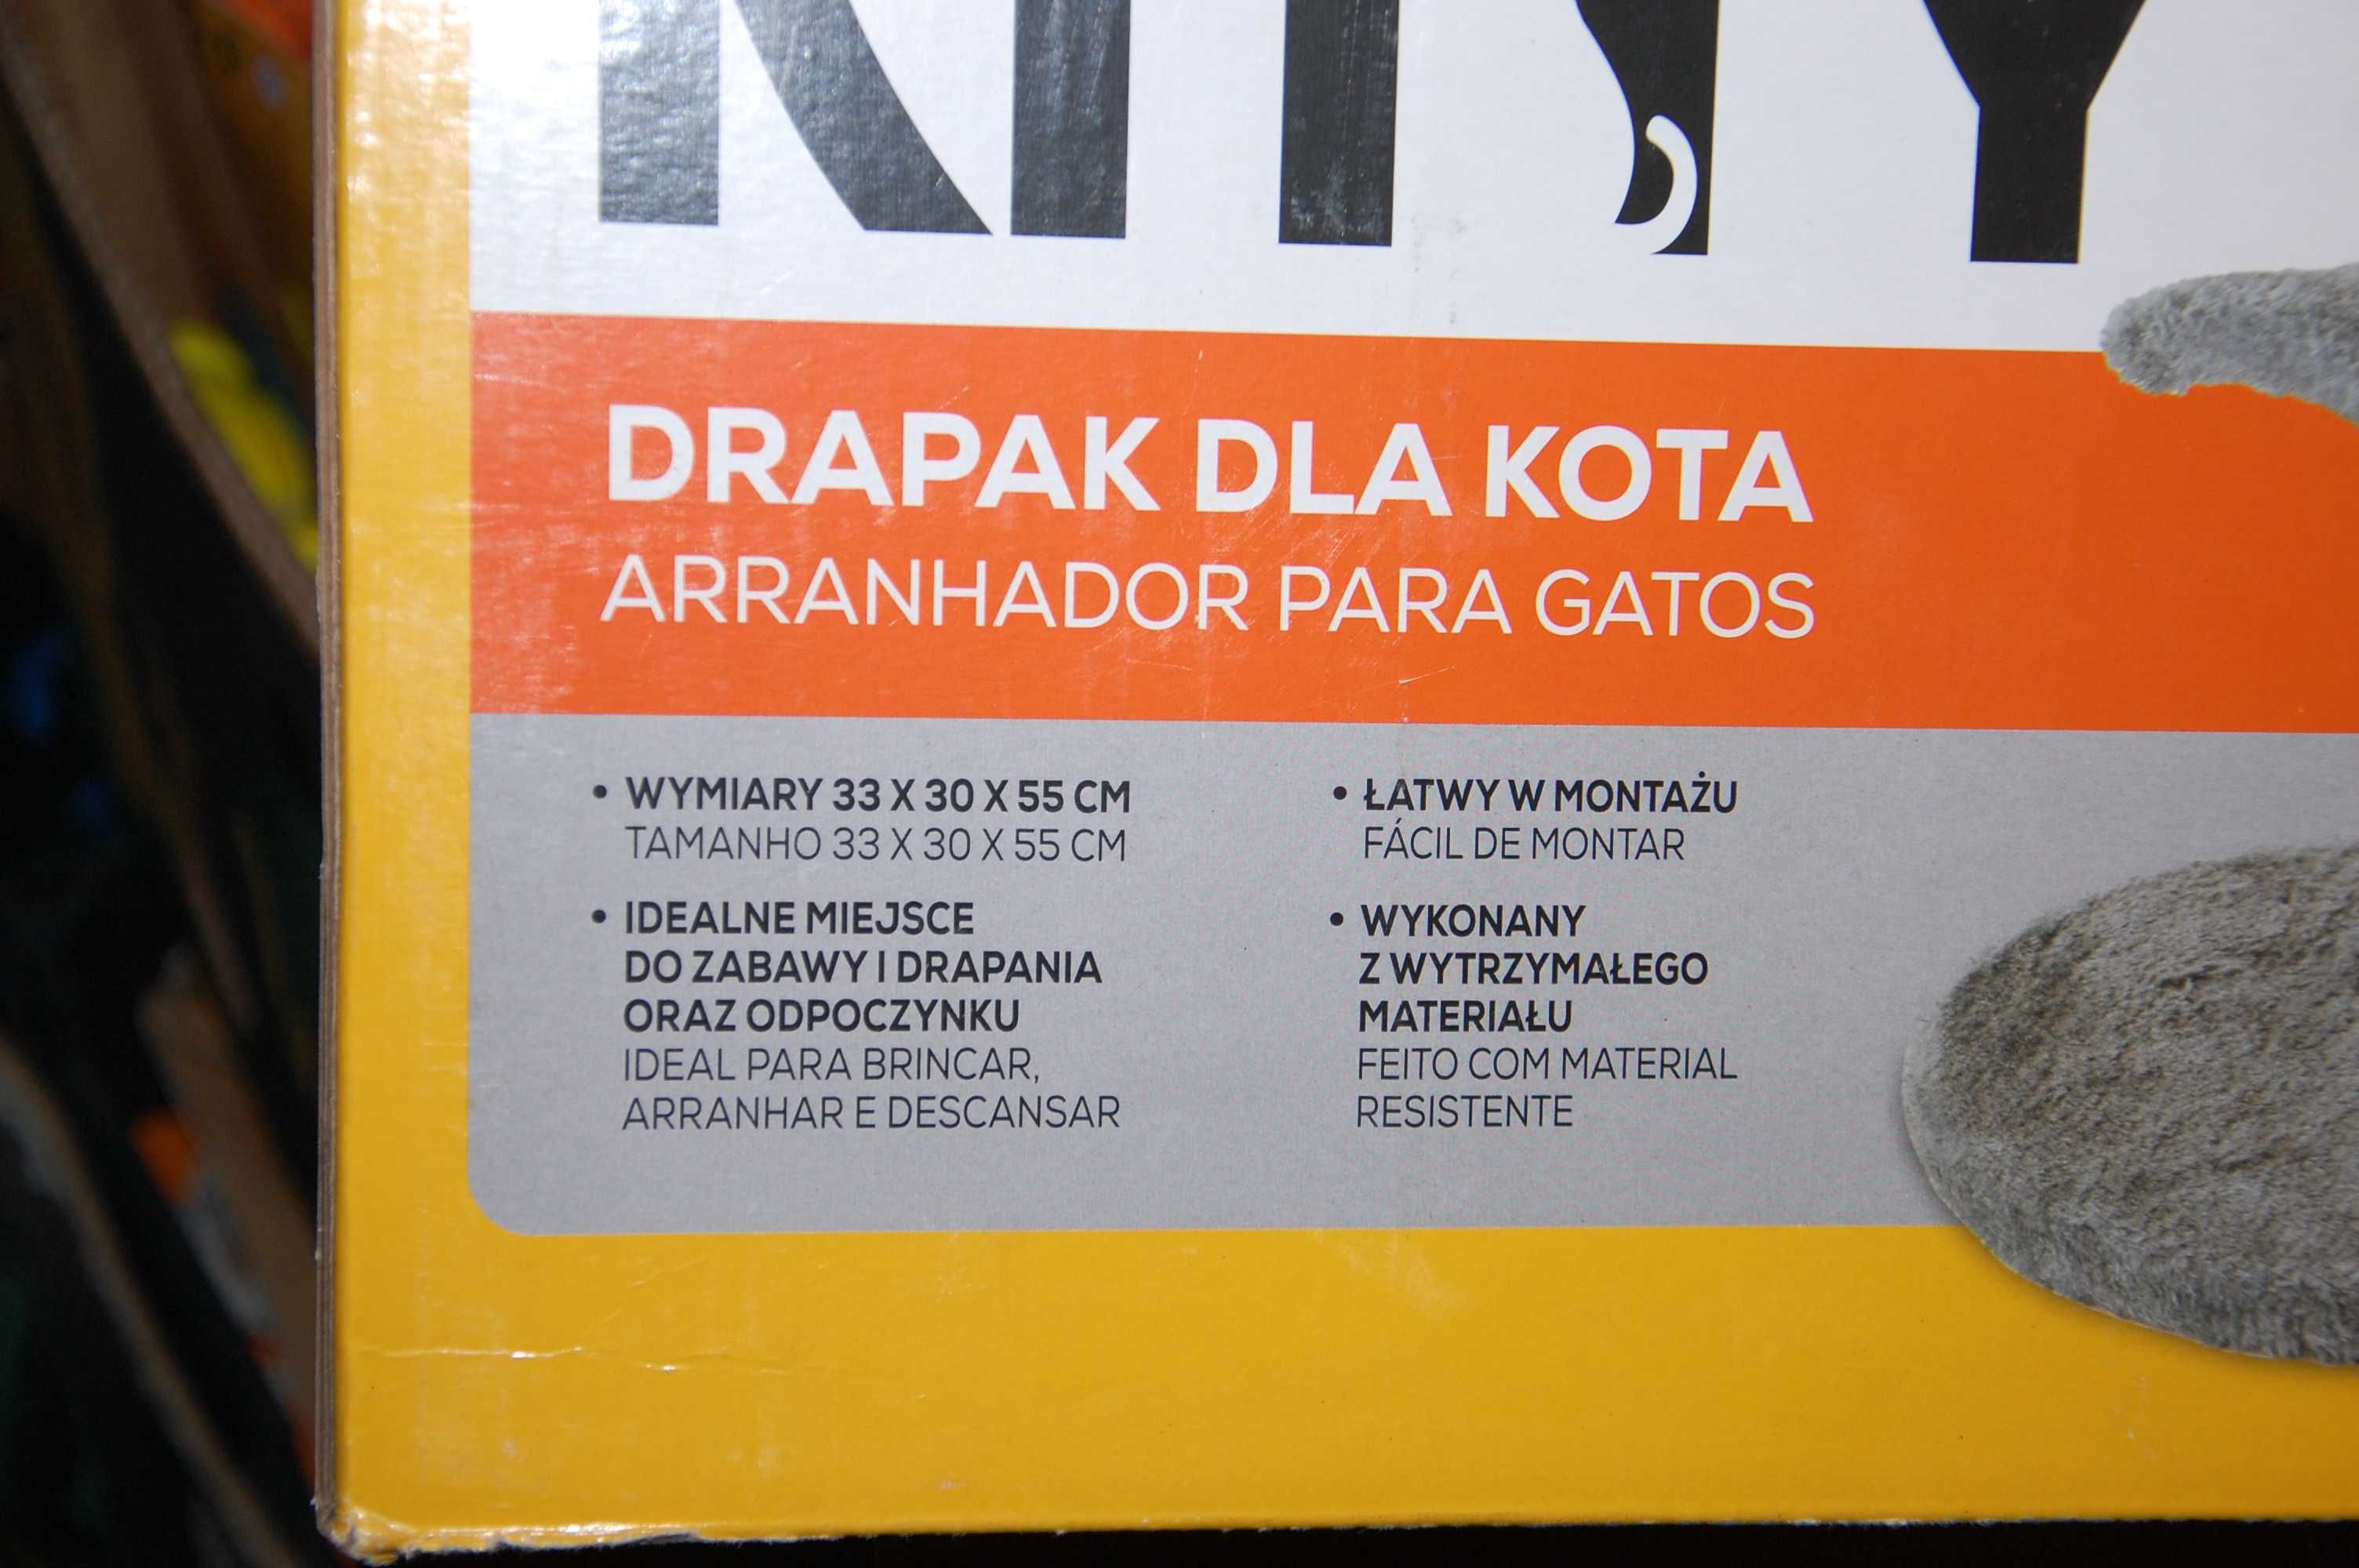 KITTY
DRAPAK DLA KOTA
ARRANHADOR PARA GATOS
• WYMIARY 33 X 30 X 55 CM
TAMANHO 33 X 30 X 55 CM
• IDEALNE MIEJSCE
DO ZABAWY I DRAPANIA
ORAZ ODPOCZYNKU
IDEAL PARA BRINCAR,
ARRANHAR E DESCANSAR
• ŁATWY W MONTAŻU
FÁCIL DE MONTAR
• WYKONANY
Z WYTRZYMAŁEGO
MATERIAŁU
FEITO COM MATERIAL
RESISTENTE